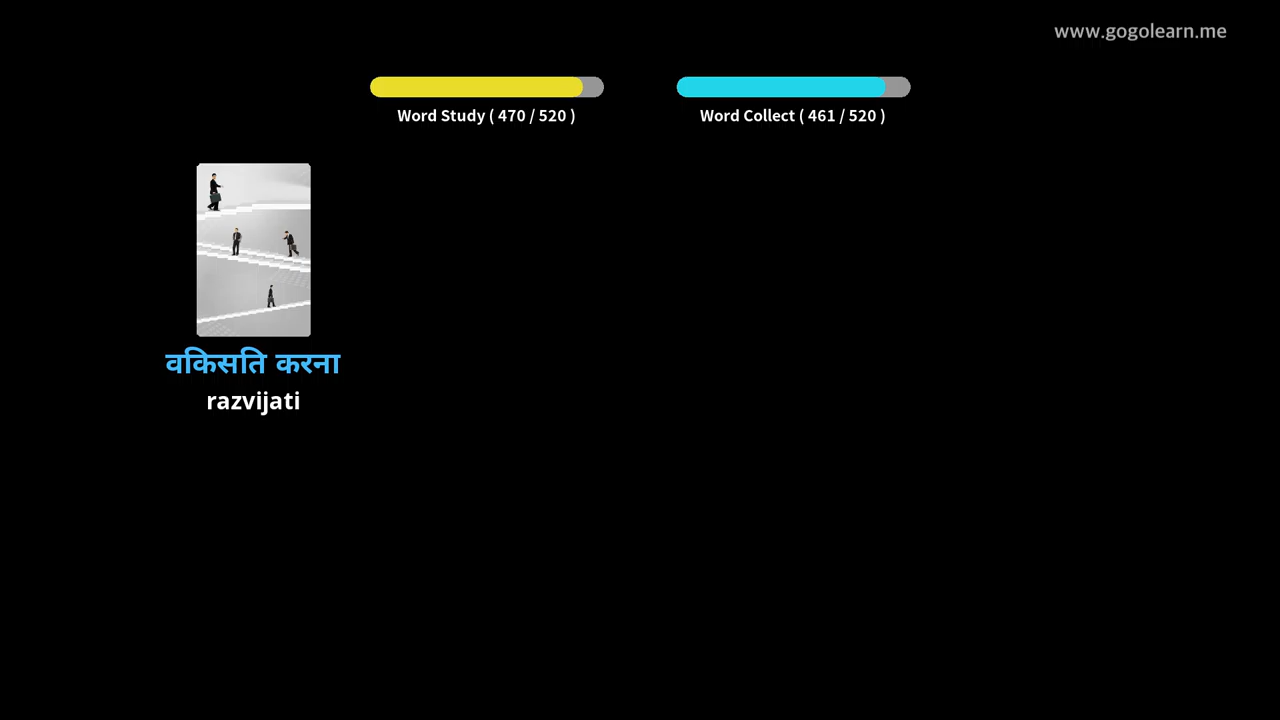 www.gogolearn.me
Word Study ( 470 / 520 )
Word Collect ( 461 / 520 )
वकिसति करना
razvijati